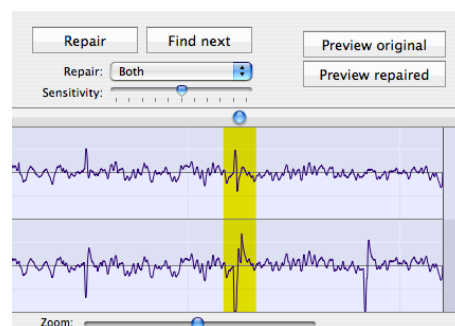 Repair Find next
Preview original
Repair: Both
Preview repaired
Sensitivity:
Zoom: